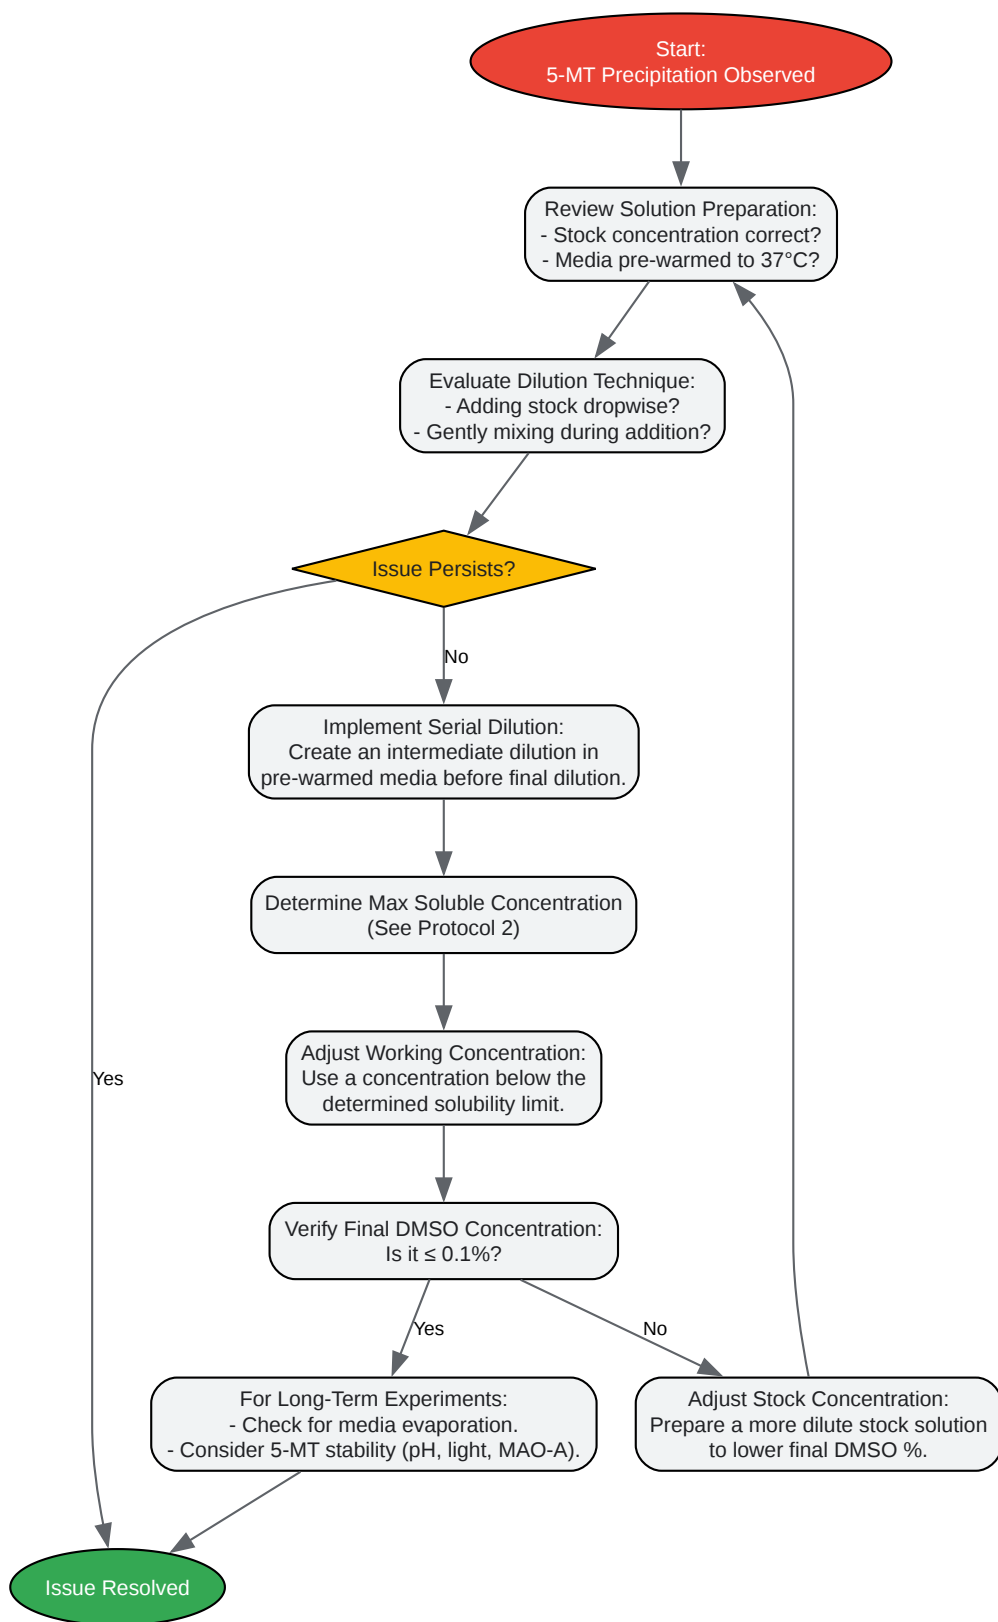 Start:
5-MT Precipitation Observed
Review Solution Preparation:
- Stock concentration correct?
- Media pre-warmed to 37°C?
Evaluate Dilution Technique:
- Adding stock dropwise?
- Gently mixing during addition?
Issue Persists?
No
Implement Serial Dilution:
Create an intermediate dilution in
pre-warmed media before final dilution.
Determine Max Soluble Concentration
(See Protocol 2)
Adjust Working Concentration:
Use a concentration below the
determined solubility limit.
Yes
Verify Final DMSO Concentration:
Is it ≤ 0.1%?
Yes
No
For Long-Term Experiments:
- Check for media evaporation.
- Consider 5-MT stability (pH, light, MAO-A).
Adjust Stock Concentration:
Prepare a more dilute stock solution
to lower final DMSO %.
Issue Resolved